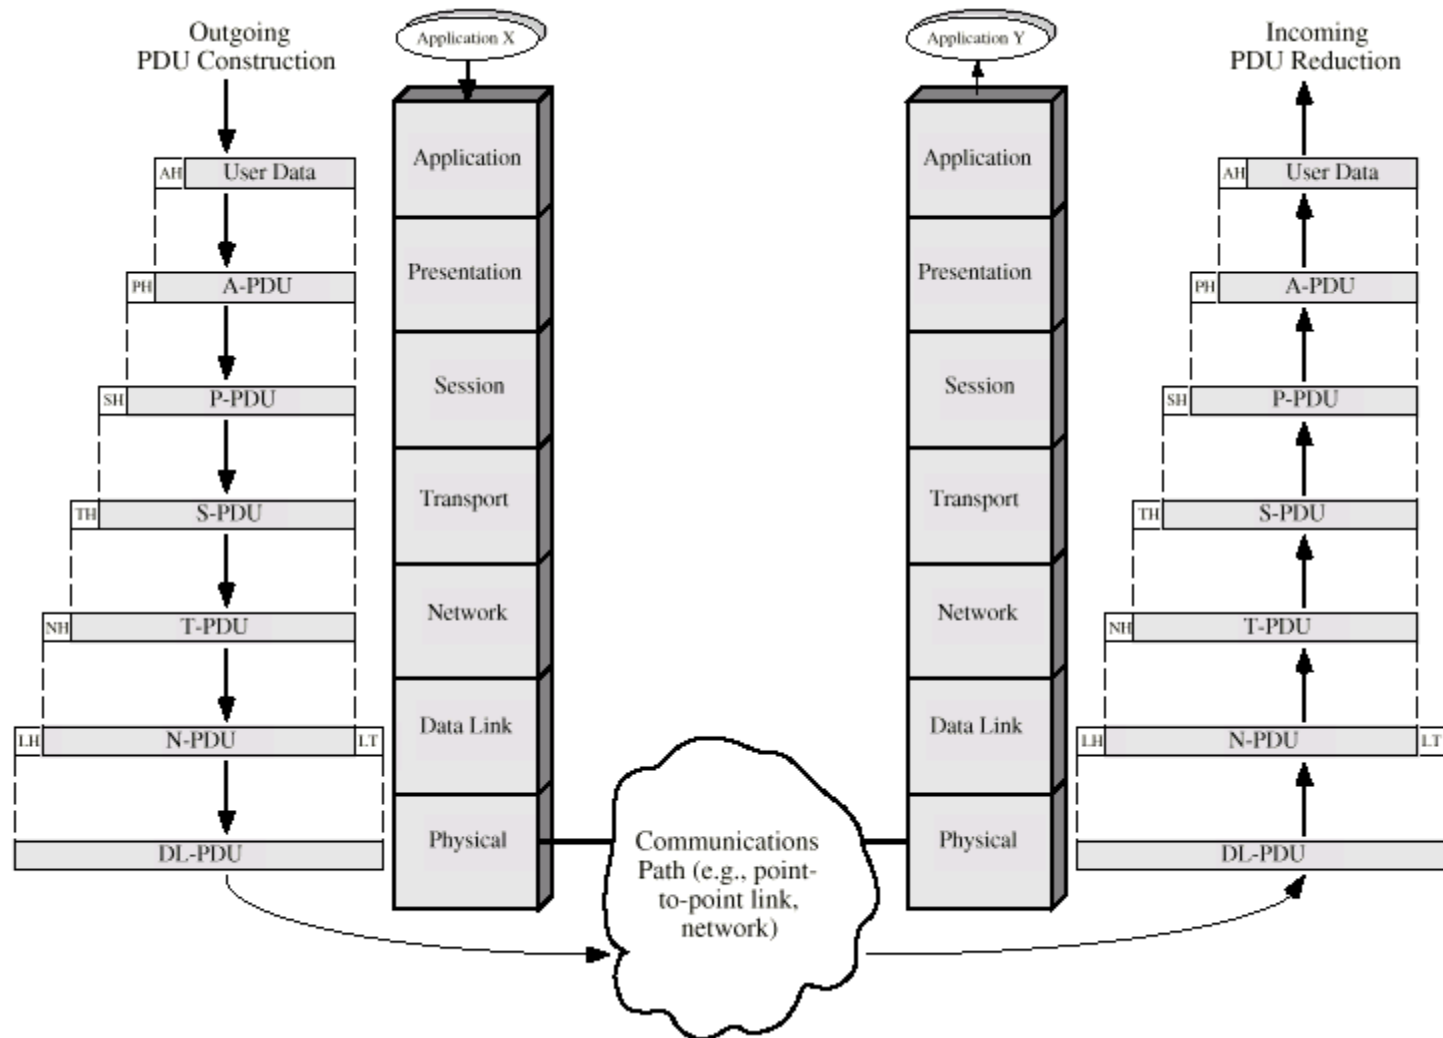 Outgoing
PDU Construction
Application X
Application Y
Incoming
PDU Reduction
Application
Application
AH
User Data
AH
User Data
Presentation
Presentation
PH
A-PDU
PH
A-PDU
Session
Session
SH
P-PDU
SH
P-PDU
Transport
Transport
TH
S-PDU
TH
S-PDU
Network
Network
NH
T-PDU
NH
T-PDU
Data Link
Data Link
LH
N-PDU
LT
LH
N-PDU
LT
Physical
Communications
Path (e.g., point-
to-point link,
network)
Physical
DL-PDU
DL-PDU